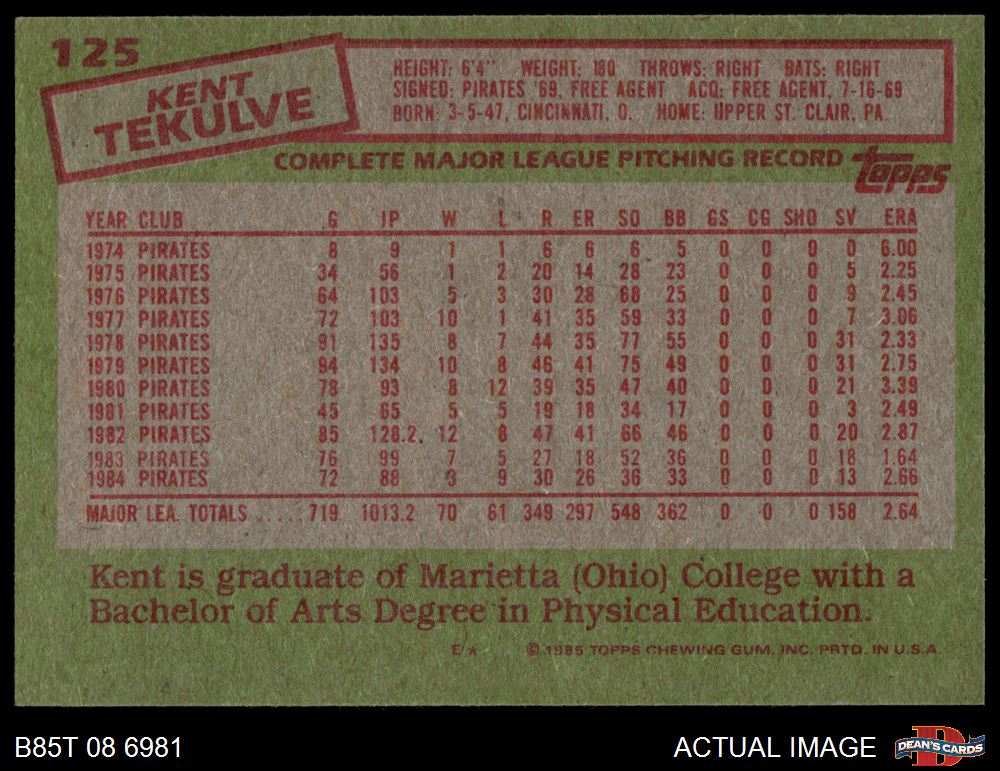 125
KENT
TEKULVE
HEIGHT: 6'4" WEIGHT: 180 THROWS: RIGHT BATS: RIGHT
SIGNED: PIRATES '69, FREE AGENT ACQ: FREE AGENT, 7-16-69
BORN: 3-5-47, CINCINNATI, O. HOME: UPPER ST. CLAIR, PA.
COMPLETE MAJOR LEAGUE PITCHING RECORD
topps
YEAR CLUB G IP W L R ER SO BB GS CG SHO SV ERA
1974 PIRATES 8 9 1 1 6 6 6 5 0 0 0 0 6.00
1975 PIRATES 34 56 1 2 20 14 28 23 0 0 0 5 2.25
1976 PIRATES 64 103 5 3 30 28 68 25 0 0 0 9 2.45
1977 PIRATES 72 103 10 1 41 35 59 33 0 0 0 7 3.06
1978 PIRATES 91 135 8 7 44 35 77 55 0 0 0 31 2.33
1979 PIRATES 94 134 10 8 46 41 75 49 0 0 0 31 2.75
1980 PIRATES 78 93 8 12 39 35 47 40 0 0 0 21 3.39
1981 PIRATES 45 65 5 5 19 18 34 17 0 0 0 3 2.49
1982 PIRATES 85 128.2. 12 8 47 41 66 46 0 0 0 20 2.87
1983 PIRATES 76 99 7 5 27 18 52 36 0 0 0 18 1.64
1984 PIRATES 72 88 3 9 30 26 36 33 0 0 0 13 2.66
MAJOR LEA. TOTALS ..... 719 1013.2 70 61 349 297 548 362 0 0 0 158 2.64
Kent is graduate of Marietta (Ohio) College with a
Bachelor of Arts Degree in Physical Education.
E* © 1985 TOPPS CHEWING GUM, INC. PRTD. IN U.S.A.
B85T 08 6981 ACTUAL IMAGE DEAN'S CARDS